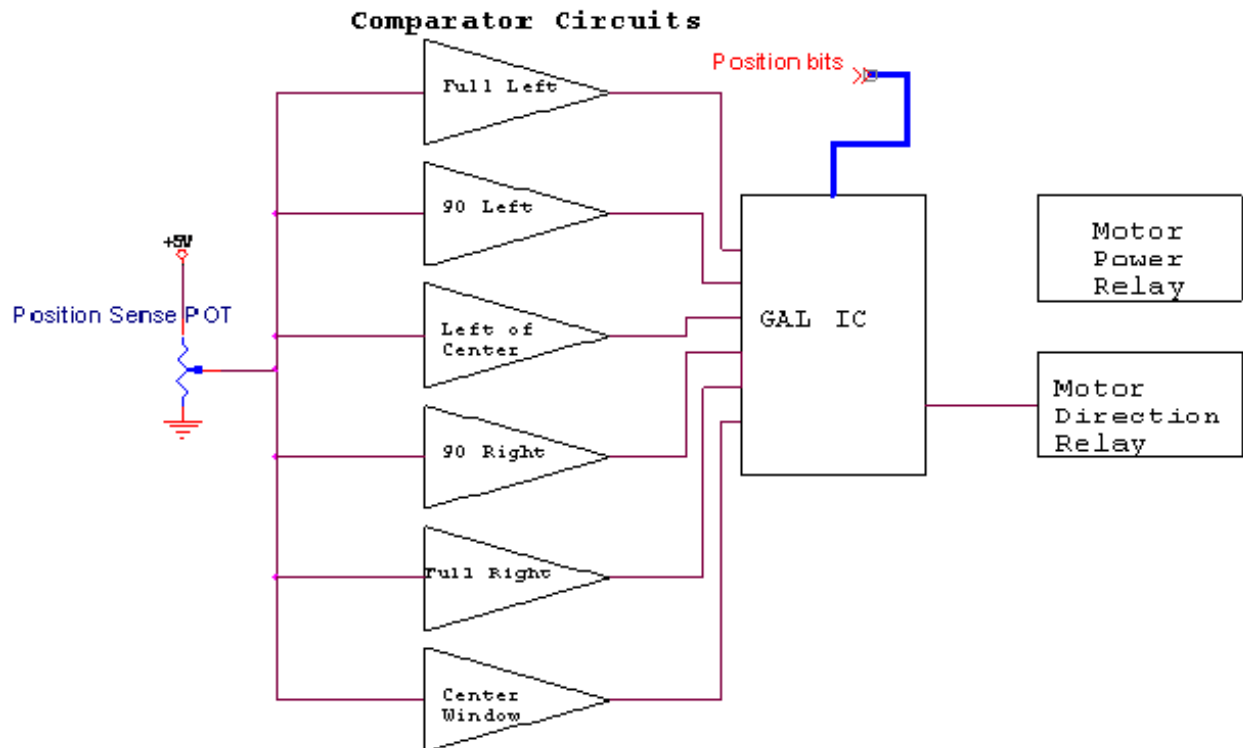 Comparator Circuits
Position bits
Full Left
90 Left
+5V
Position Sense POT
Left of
Center
90 Right
Full Right
Center
Window
GAL IC
Motor
Power
Relay
Motor
Direction
Relay